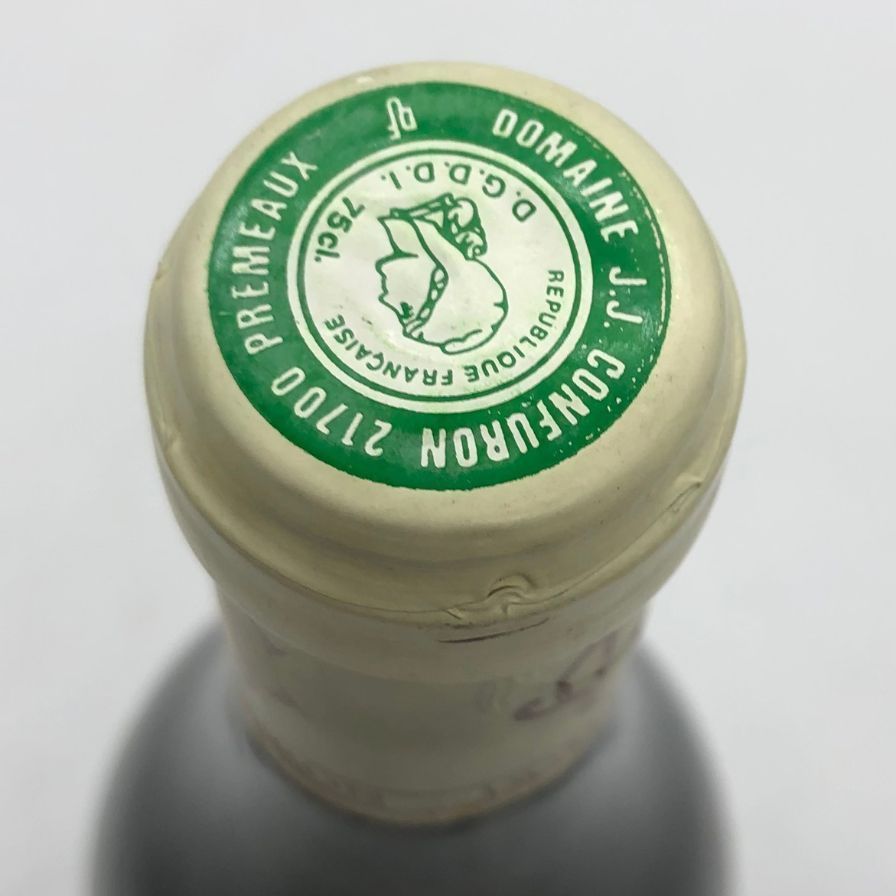 DOMAINE J.J. CONFURON 21700 PREMEAUX
D.G.D.D.I. 75cl.
REPUBLIQUE FRANÇAISE